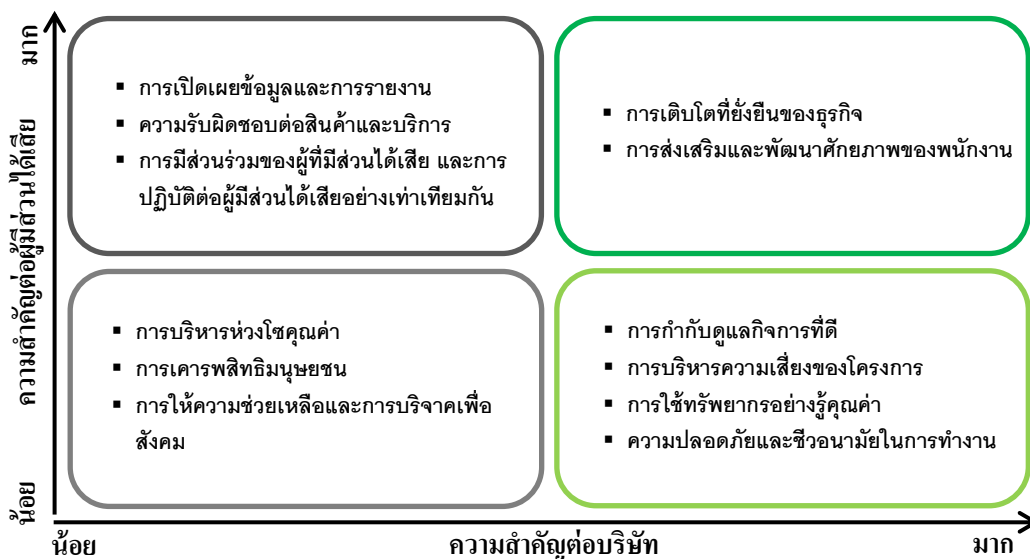 มาก
ความสำคัญต่อผู้มีส่วนได้เสีย
น้อย
▪ การเปิดเผยข้อมูลและการรายงาน
▪ ความรับผิดชอบต่อสินค้าและบริการ
▪ การมีส่วนร่วมของผู้ที่มีส่วนได้เสีย และการ
ปฏิบัติต่อผู้มีส่วนได้เสียอย่างเท่าเทียมกัน
▪ การเติบโตที่ยั่งยืนของธุรกิจ
▪ การส่งเสริมและพัฒนาศักยภาพของพนักงาน
▪ การบริหารห่วงโซคุณค่า
▪ การเคารพสิทธิมนุษยชน
▪ การให้ความช่วยเหลือและการบริจาคเพื่อ
สังคม
▪ การกำกับดูแลกิจการที่ดี
▪ การบริหารความเสี่ยงของโครงการ
▪ การใช้ทรัพยากรอย่างรู้คุณค่า
▪ ความปลอดภัยและชีวอนามัยในการทำงาน
น้อย
ความสำคัญต่อบริษัท
มาก